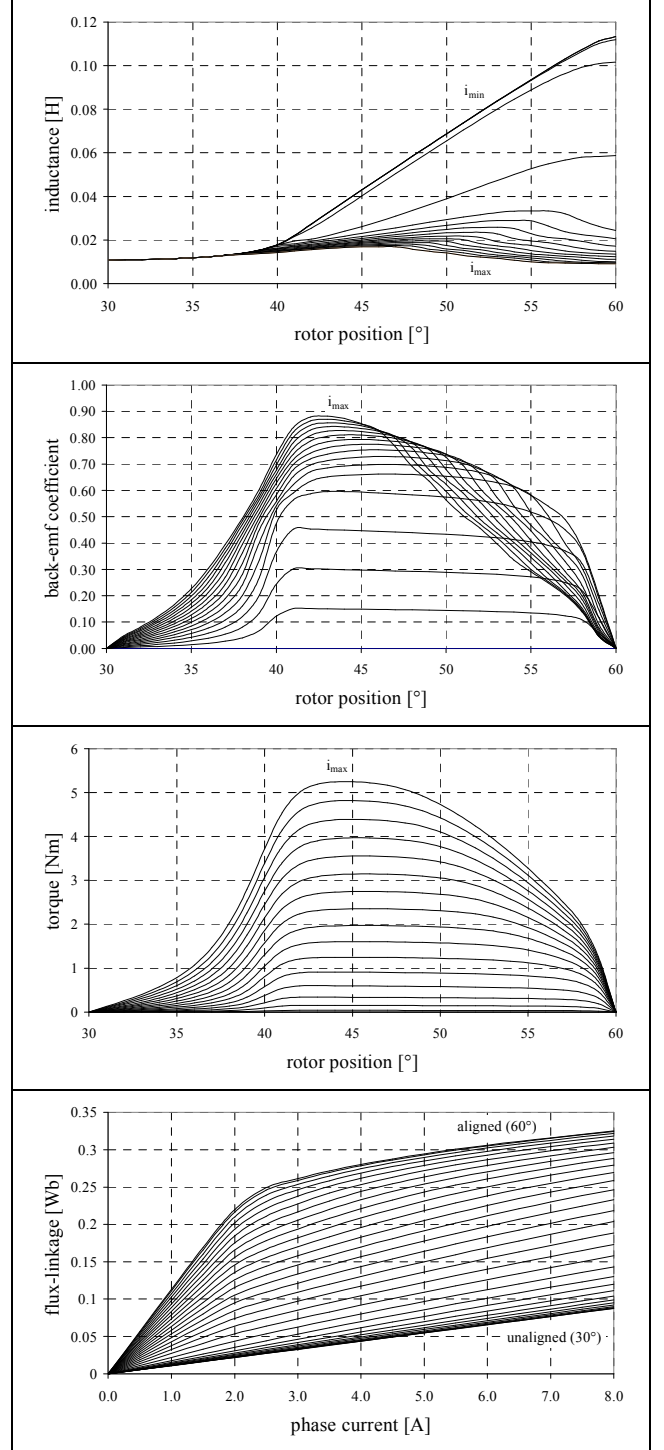 0.12
0.10
0.08
0.06
0.04
0.02
0.00
inductance [H]
i_min
i_max
30 35 40 45 50 55 60
rotor position [°]
1.00
0.90
0.80
0.70
0.60
0.50
0.40
0.30
0.20
0.10
0.00
back-emf coefficient
i_max
30 35 40 45 50 55 60
rotor position [°]
6
5
4
3
2
1
0
torque [Nm]
i_max
30 35 40 45 50 55 60
rotor position [°]
0.35
0.3
0.25
0.2
0.15
0.1
0.05
0
flux-linkage [Wb]
aligned (60°)
unaligned (30°)
0.0 1.0 2.0 3.0 4.0 5.0 6.0 7.0 8.0
phase current [A]